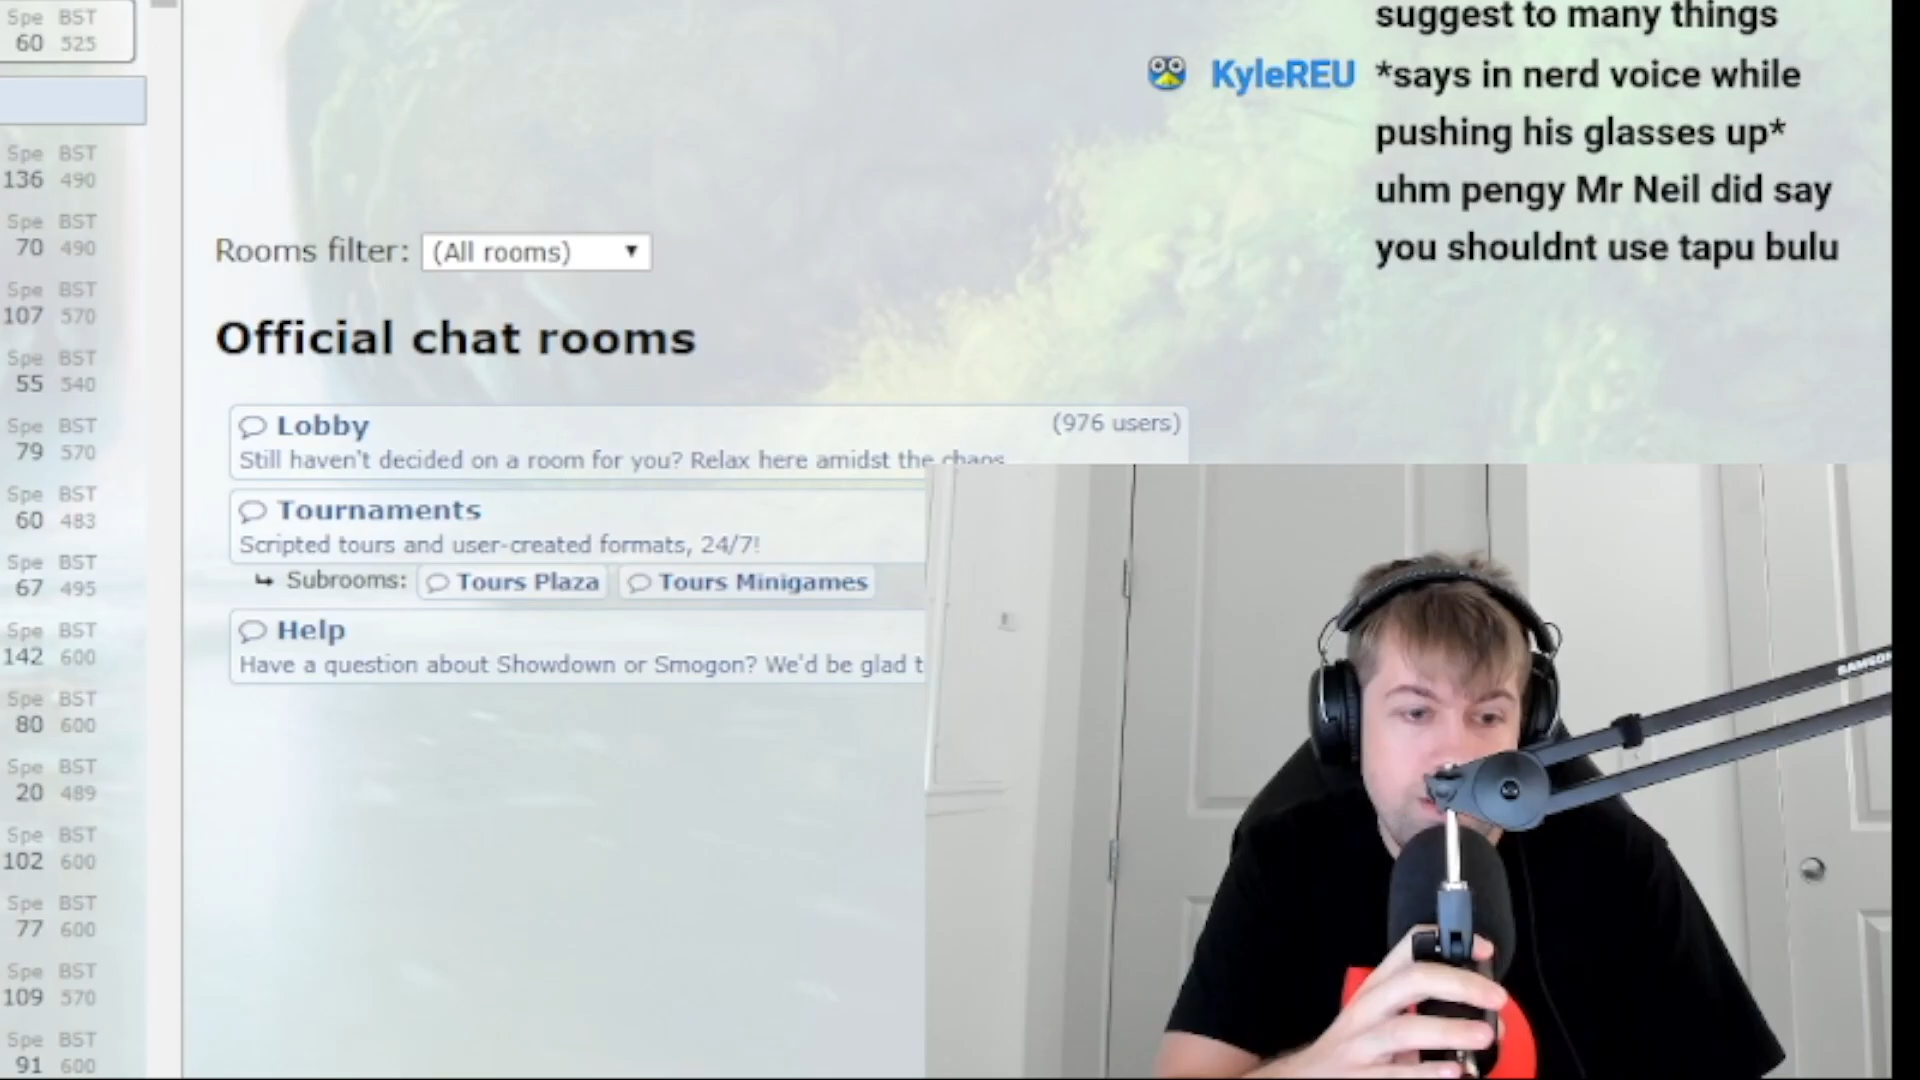 Spe BST
60 525
Spe BST
136 490
Spe BST
70 490
Spe BST
107 570
Spe BST
55 540
Spe BST
79 570
Spe BST
60 483
Spe BST
67 495
Spe BST
142 600
Spe BST
80 600
Spe BST
20 489
Spe BST
102 600
Spe BST
77 600
Spe BST
109 570
Spe BST
91 600
Rooms filter: (All rooms)
Official chat rooms
Lobby (976 users)
Still haven't decided on a room for you? Relax here amidst the chaos
Tournaments
Scripted tours and user-created formats, 24/7!
Subrooms: Tours Plaza Tours Minigames
Help
Have a question about Showdown or Smogon? We'd be glad t
suggest to many things
KyleREU *says in nerd voice while
pushing his glasses up*
uhm pengy Mr Neil did say
you shouldnt use tapu bulu
SAMSON